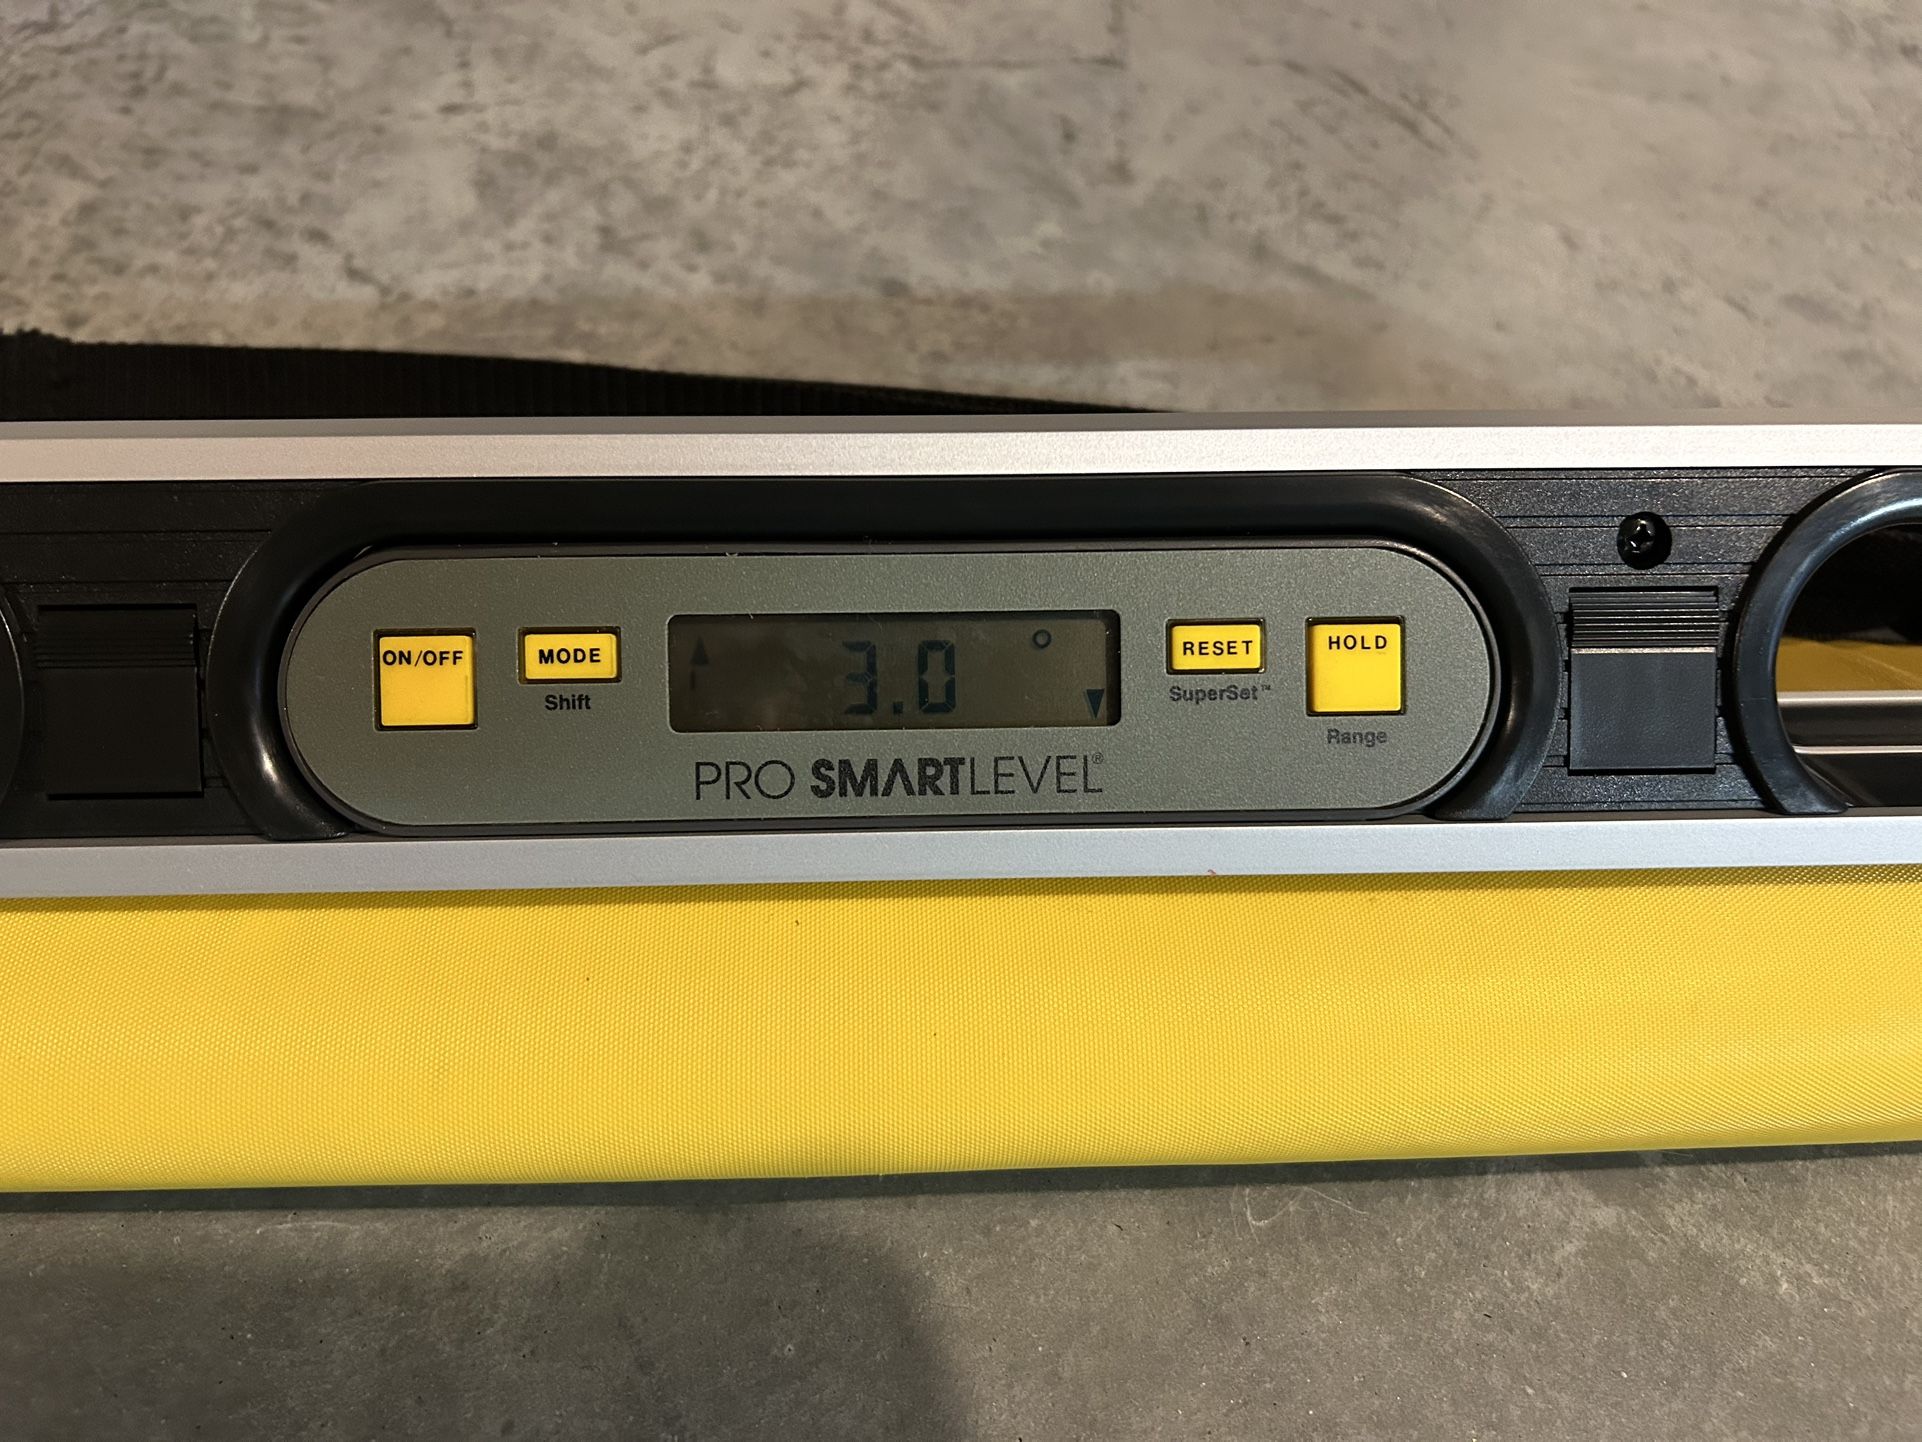 ON/OFF
MODE
Shift
3.0 °
RESET
SuperSet™
HOLD
Range
PRO SMARTLEVEL®